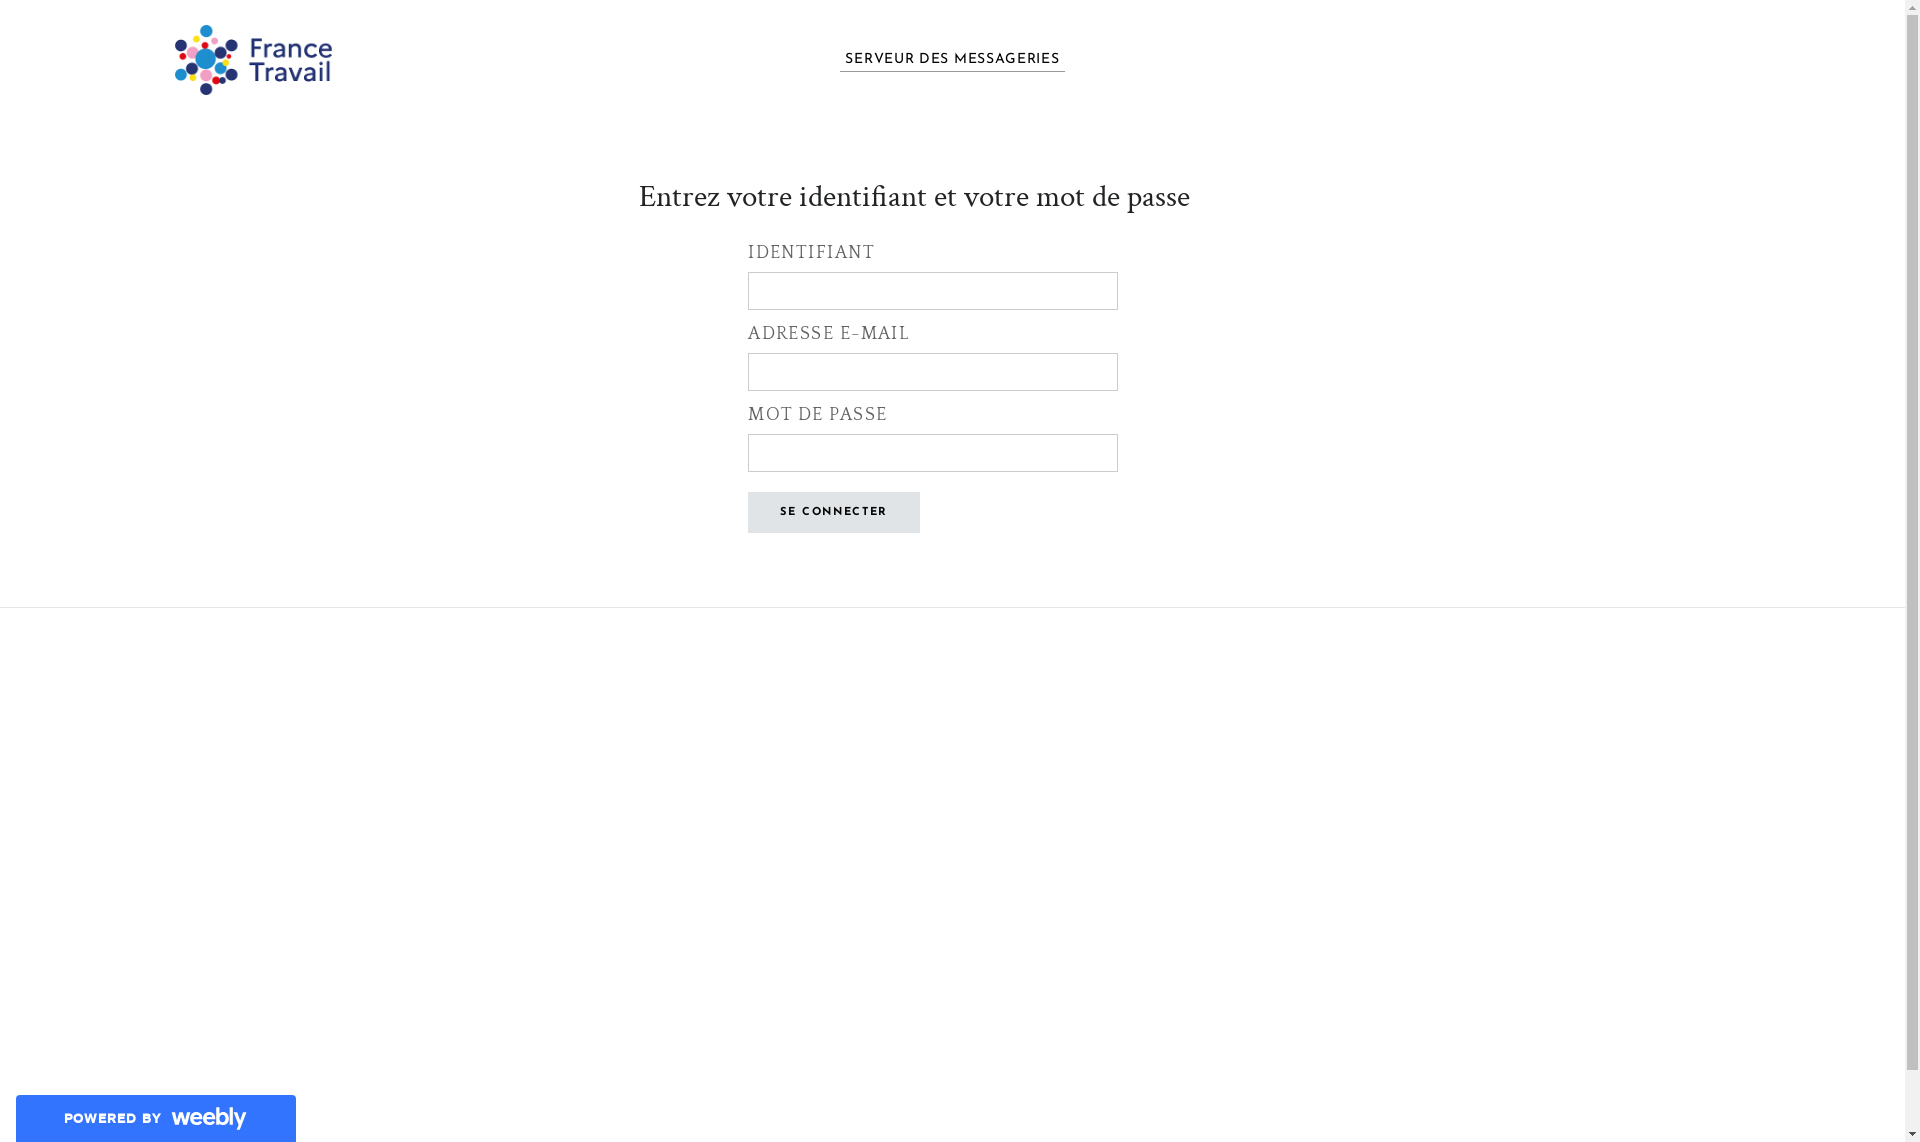 France
Travail
SERVEUR DES MESSAGERIES
Entrez votre identifiant et votre mot de passe
IDENTIFIANT
ADRESSE E-MAIL
MOT DE PASSE
SE CONNECTER
POWERED BY weebly